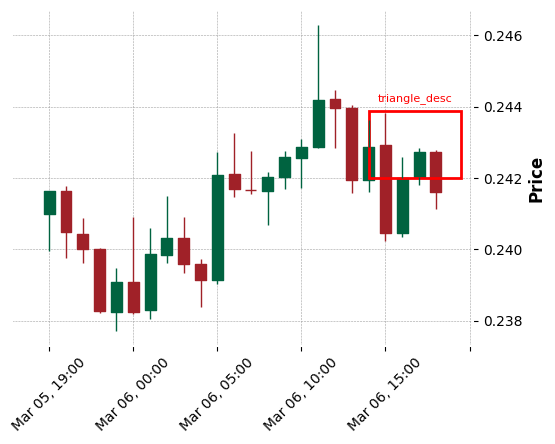 0.246
triangle_desc
0.244
0.242
0.240
0.238
Price
Mar 05, 19:00
Mar 06, 00:00
Mar 06, 05:00
Mar 06, 10:00
Mar 06, 15:00